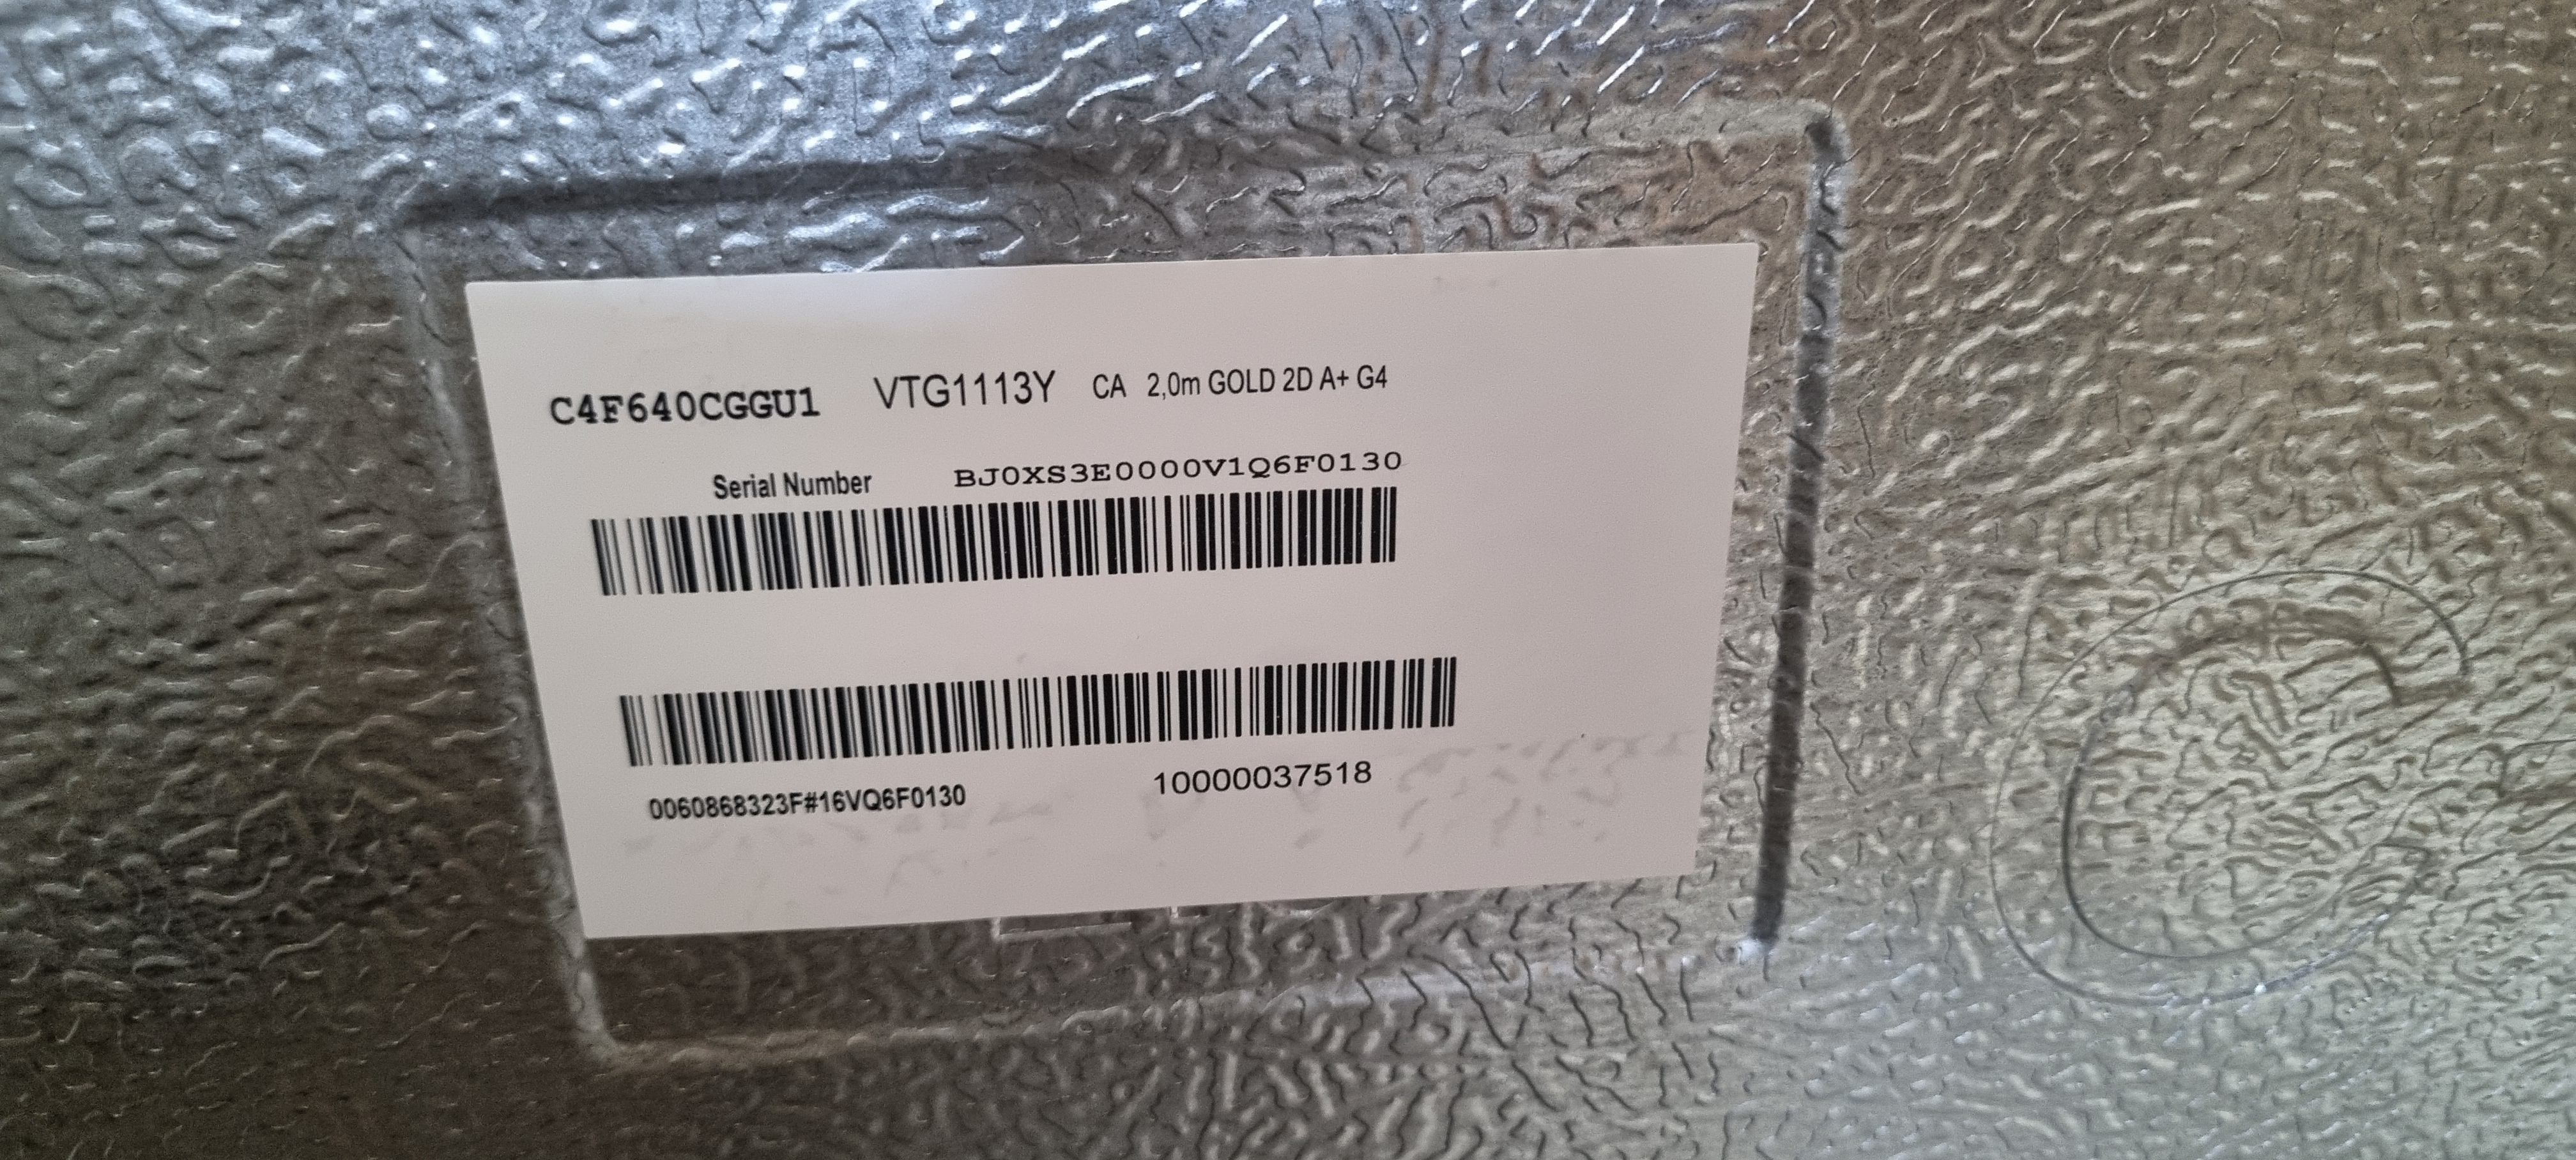 C4F640CGGU1 VTG1113Y CA 2,0m GOLD 2D A+ G4
Serial Number BJ0XS3E0000V1Q6F0130
0060868323F#16VQ6F0130 10000037518